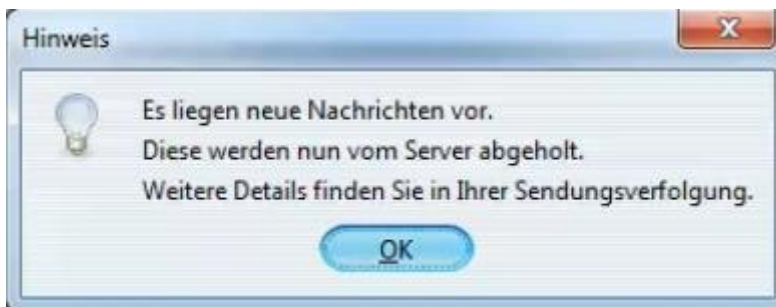 Hinweis
Es liegen neue Nachrichten vor.
Diese werden nun vom Server abgeholt.
Weitere Details finden Sie in Ihrer Sendungsverfolgung.
OK